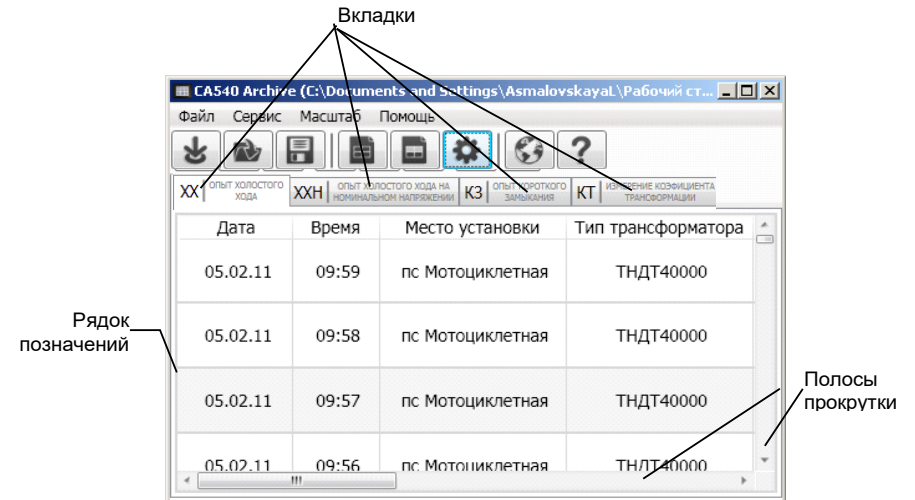 Вкладки
CA540 Archive (C:\Documents and Settings\AsmalovskayaL\Рабочий ст...
Файл Сервис Масштаб Помощь
ХХ ОПЫТ ХОЛОСТОГО ХОДА
ХХН ОПЫТ ХОЛОСТОГО ХОДА НА НОМИНАЛЬНОМ НАПРЯЖЕНИИ
КЗ ОПЫТ КОРОТКОГО ЗАМЫКАНИЯ
КТ ИЗМЕРЕНИЕ КОЭФИЦИЕНТА ТРАНСФОРМАЦИИ
Дата Время Место установки Тип трансформатора
05.02.11 09:59 пс Мотоциклетная ТНДТ40000
Рядок
позначений
05.02.11 09:58 пс Мотоциклетная ТНДТ40000
05.02.11 09:57 пс Мотоциклетная ТНДТ40000
Полосы
прокрутки
05.02.11 09:56 пс Мотоциклетная ТНДТ40000